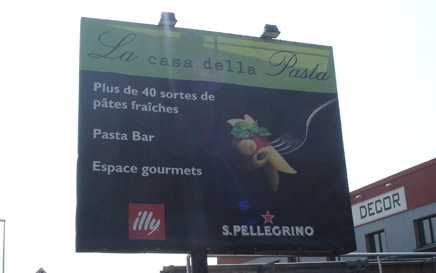 La casa della Pasta
Plus de 40 sortes de
pâtes fraîches
Pasta Bar
Espace gourmets
illy
S.PELLEGRINO
DECOR